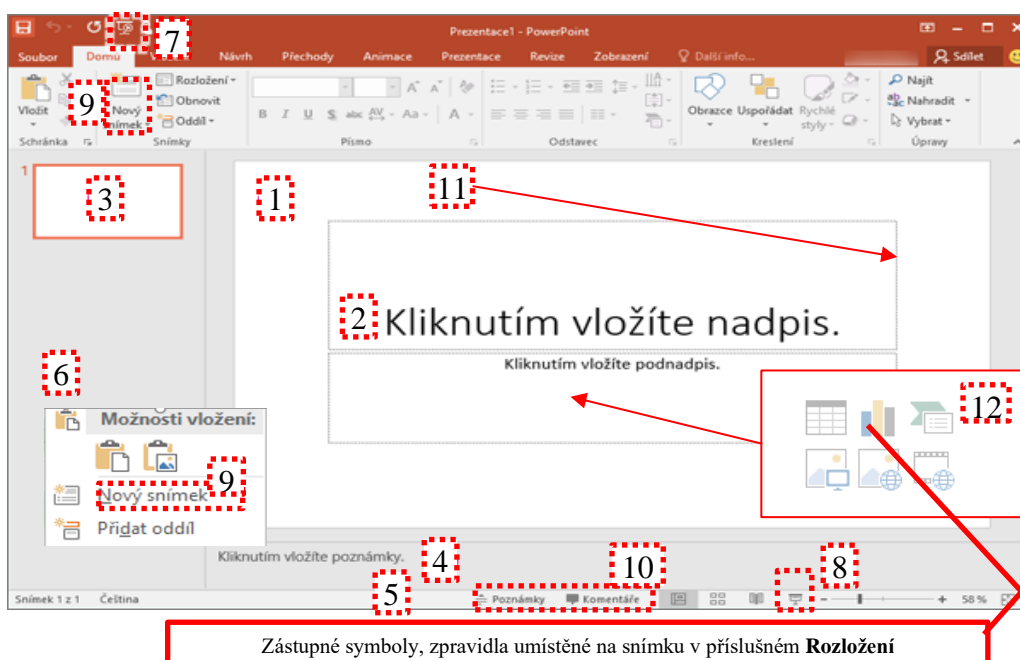 Prezentace1 - PowerPoint
7
Soubor Domů Návrh Přechody Animace Prezentace Revize Zobrazení Další info... Sdílet
9
Vložit
Nový
snímek
Rozložení
Obnovit
Oddíl
B I U S abc AV Aa A
Obrazce Uspořádat Rychlé
styly
Najít
Nahradit
Vybrat
Schránka Snímky Písmo Odstavec Kreslení Úpravy
1
3
1
11
2
Kliknutím vložíte nadpis.
Kliknutím vložíte podnadpis.
6
12
Možnosti vložení:
9
Nový snímek
Přidat oddíl
Kliknutím vložíte poznámky.
4
10
8
5
Snímek 1 z 1 Čeština Poznámky Komentáře 58 %
Zástupné symboly, zpravidla umístěné na snímku v příslušném Rozložení